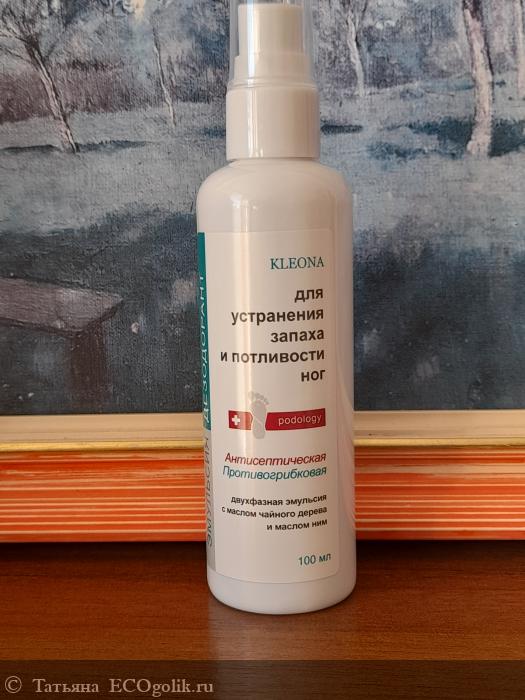 KLEONA
для
устранения
запаха
и потливости
ног
podology
Антисептическая
Противогрибковая
двухфазная эмульсия
с маслом чайного дерева
и маслом ним
100 мл
ЭМУЛЬСИЯ ДЕЗОДОРАНТ
© Татьяна ECOgolik.ru